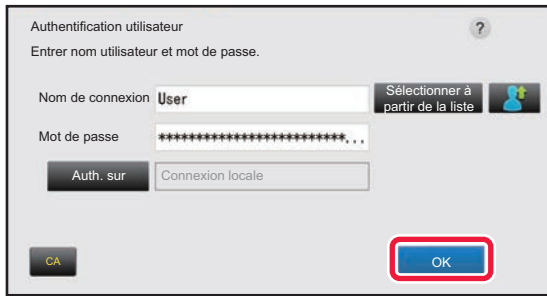 Authentification utilisateur
?
Entrer nom utilisateur et mot de passe.
Nom de connexion User
Sélectionner à
partir de la liste
Mot de passe **************************...
Auth. sur Connexion locale
CA
OK